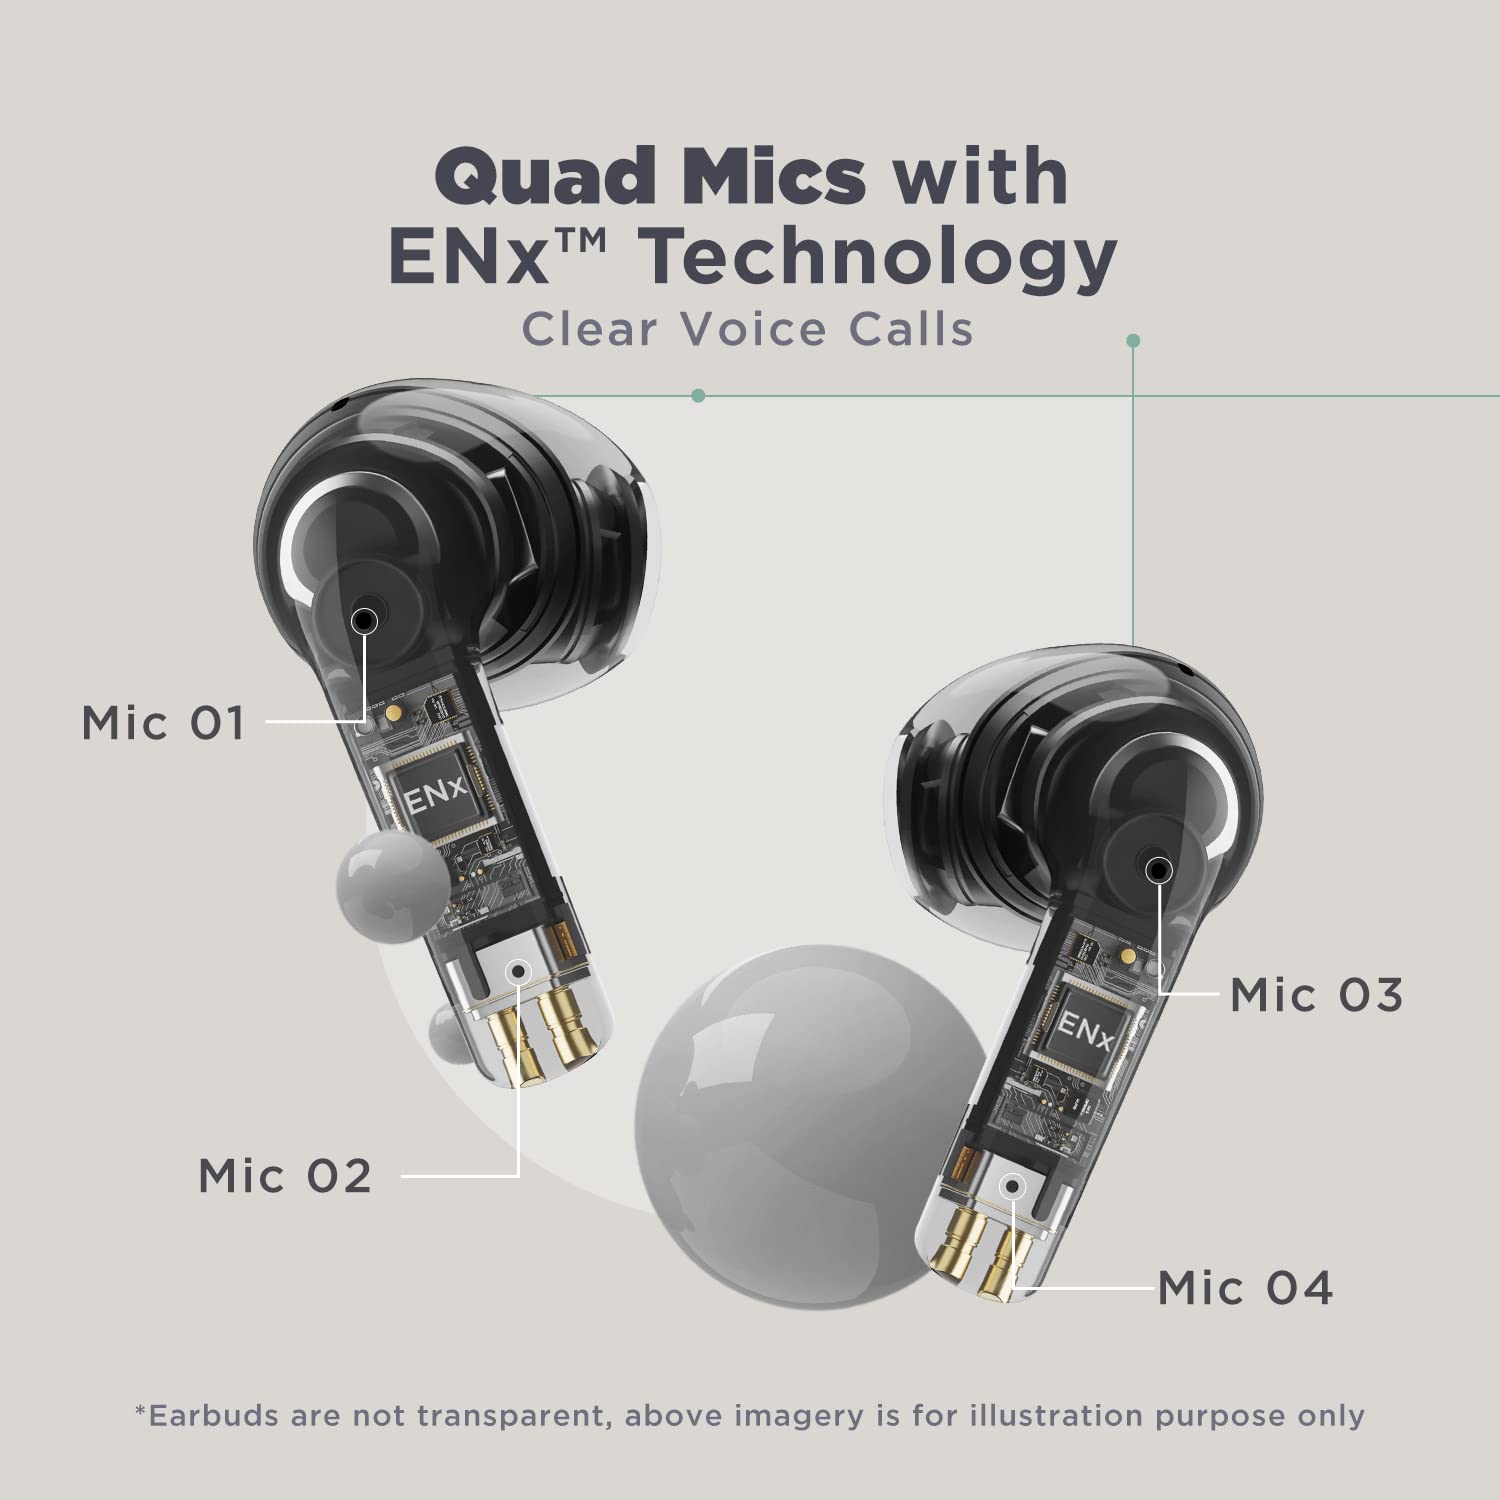 Quad Mics with
ENx™ Technology
Clear Voice Calls
Mic 01
ENx
Mic 03
ENx
Mic 02
Mic 04
*Earbuds are not transparent, above imagery is for illustration purpose only